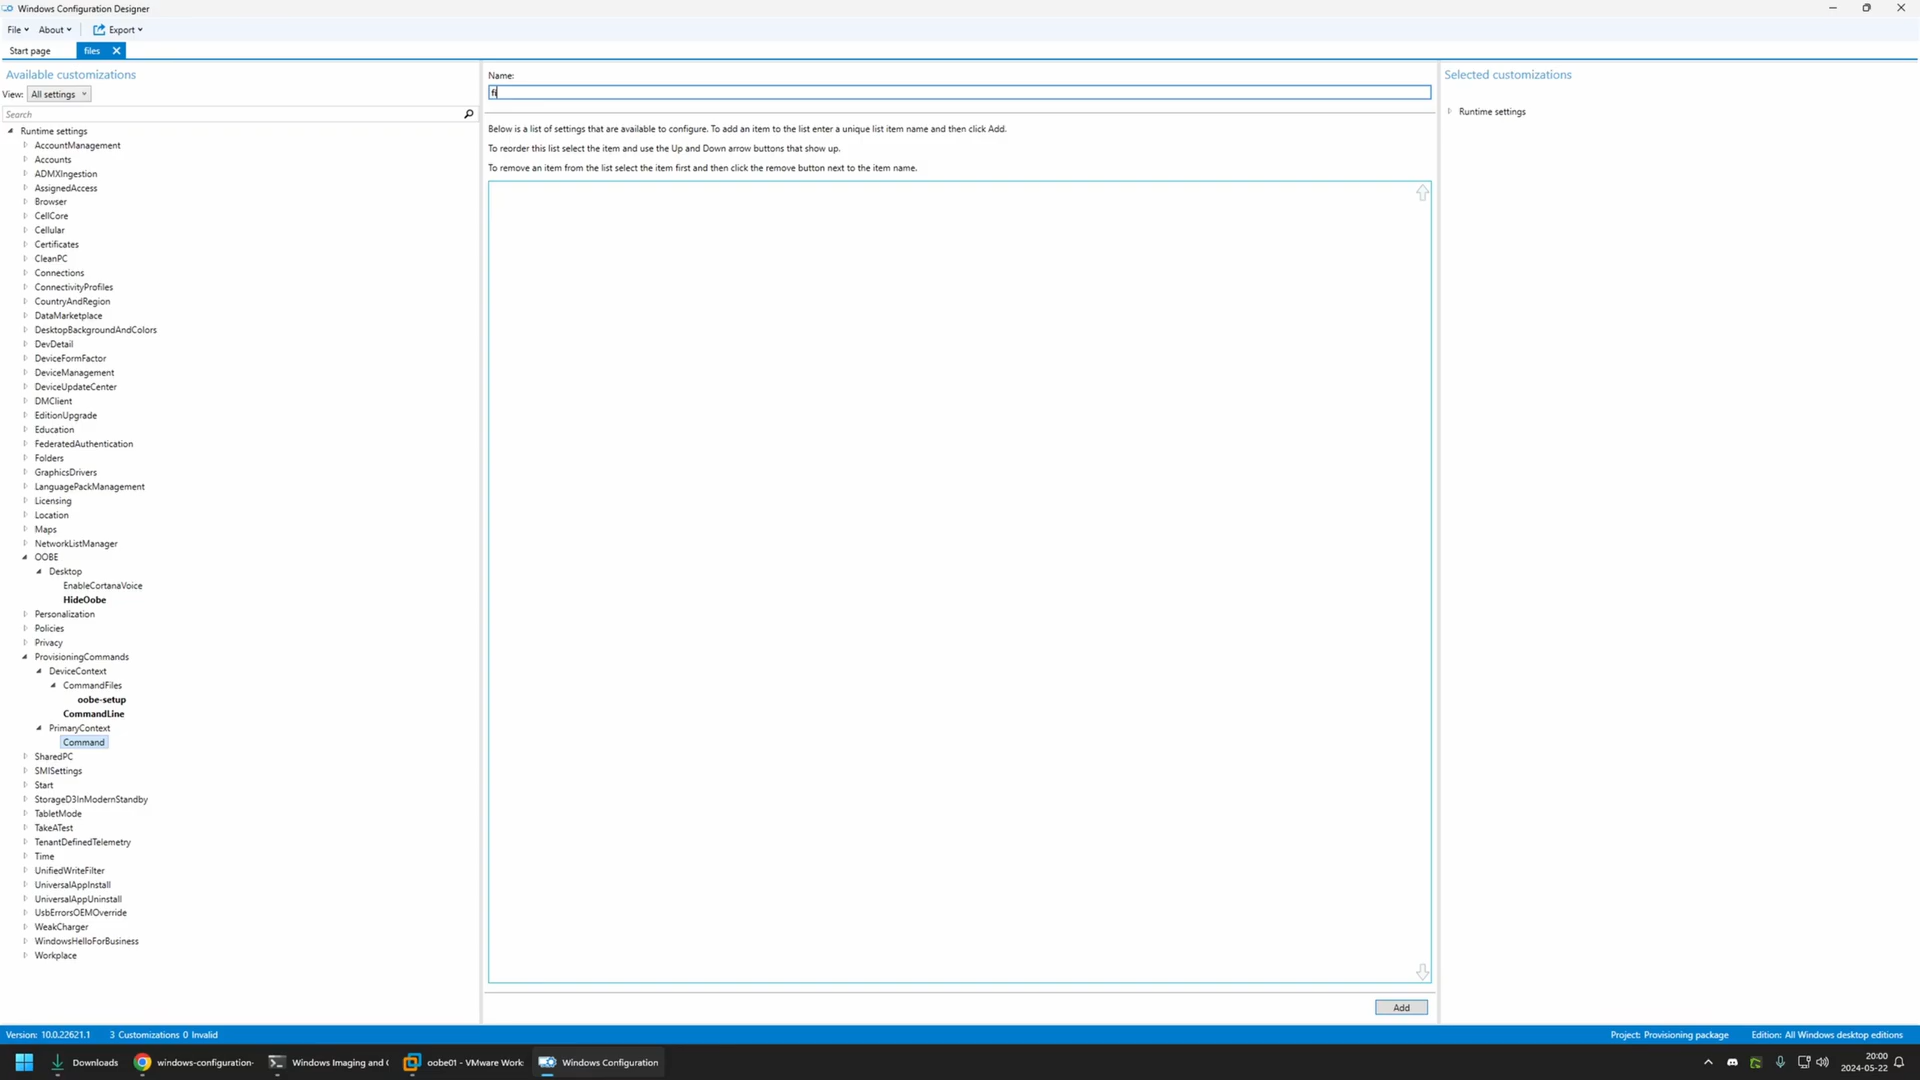 Windows Configuration Designer
File About Export
Start page files
Available customizations
View: All settings
Search
Runtime settings
AccountManagement
Accounts
ADMXIngestion
AssignedAccess
Browser
CellCore
Cellular
Certificates
CleanPC
Connections
ConnectivityProfiles
CountryAndRegion
DataMarketplace
DesktopBackgroundAndColors
DevDetail
DeviceFormFactor
DeviceManagement
DeviceUpdateCenter
DMClient
EditionUpgrade
Education
FederatedAuthentication
Folders
GraphicsDrivers
LanguagePackManagement
Licensing
Location
Maps
NetworkListManager
OOBE
Desktop
EnableCortanaVoice
HideOobe
Personalization
Policies
Privacy
ProvisioningCommands
DeviceContext
CommandFiles
oobe-setup
CommandLine
PrimaryContext
Command
SharedPC
SMISettings
Start
StorageD3InModernStandby
TabletMode
TakeATest
TenantDefinedTelemetry
Time
UnifiedWriteFilter
UniversalAppInstall
UniversalAppUninstall
UsbErrorsOEMOverride
WeakCharger
WindowsHelloForBusiness
Workplace
Name:
fi
Below is a list of settings that are available to configure. To add an item to the list enter a unique list item name and then click Add.
To reorder this list select the item and use the Up and Down arrow buttons that show up.
To remove an item from the list select the item first and then click the remove button next to the item name.
Add
Selected customizations
Runtime settings
Version: 10.0.22621.1 3 Customizations 0 Invalid Project: Provisioning package Edition: All Windows desktop editions
Downloads windows-configuration- Windows Imaging and C oobe01 - VMware Work Windows Configuration
20:00
2024-05-22